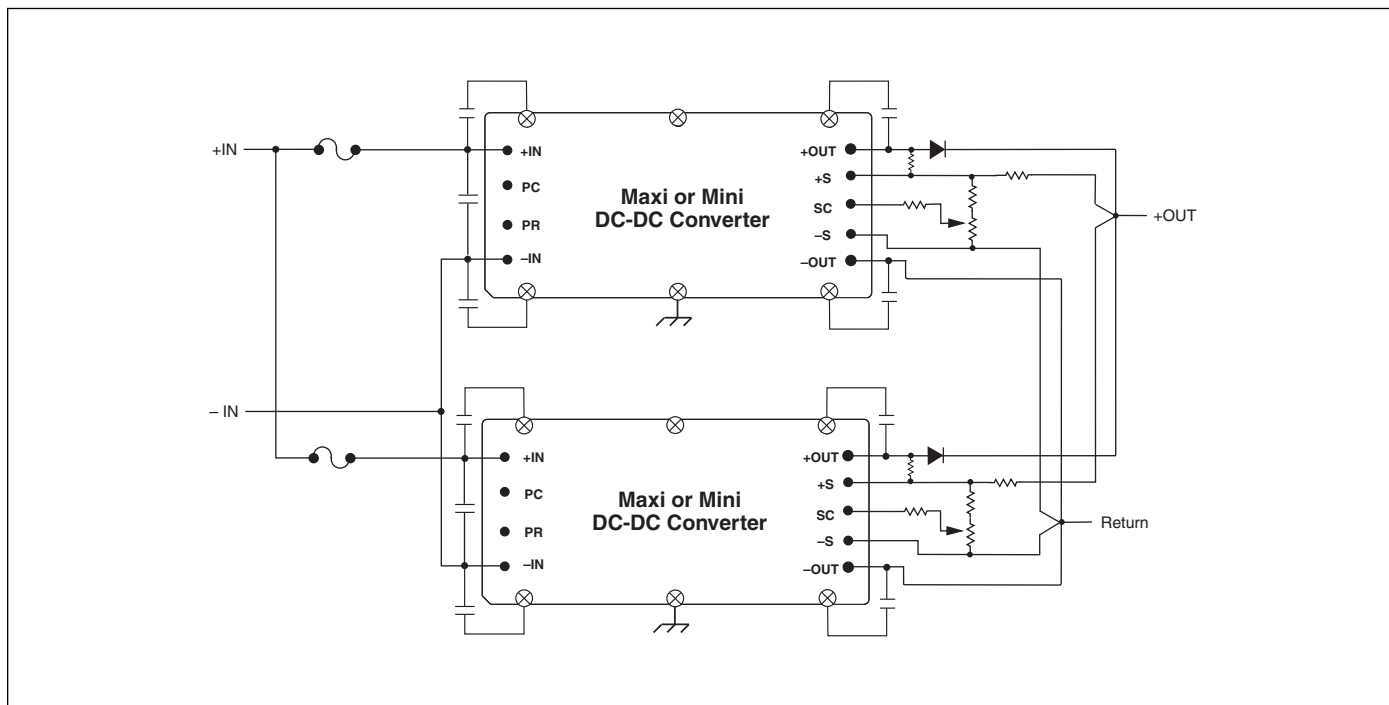 +IN
– IN
+IN
PC
PR
–IN
Maxi or Mini
DC-DC Converter
+OUT
+S
SC
–S
–OUT
+OUT
+IN
PC
PR
–IN
Maxi or Mini
DC-DC Converter
+OUT
+S
SC
–S
–OUT
Return